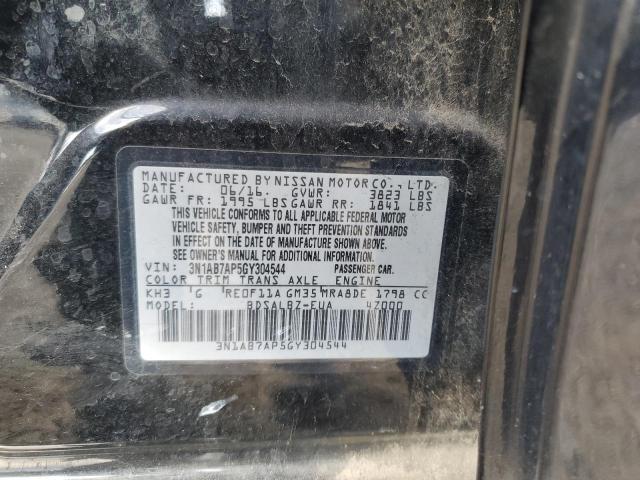 MANUFACTURED BY NISSAN MOTOR CO., LTD.
DATE: 06/16. GVWR: 3823 LBS
GAWR FR: 1995 LBS GAWR RR: 1841 LBS
THIS VEHICLE CONFORMS TO ALL APPLICABLE FEDERAL MOTOR
VEHICLE SAFETY, BUMPER, AND THEFT PREVENTION STANDARDS
IN EFFECT ON THE DATE OF MANUFACTURE SHOWN ABOVE.
SEE OWNER'S MANUAL FOR ADDITIONAL INFORMATION.
VIN: 3N1AB7AP5GY304544 PASSENGER CAR.
COLOR TRIM TRANS AXLE ENGINE
KH3 G RE0F11A GM35 MRA8DE 1798 CC
BDSALBZ-EUA 47000
3N1AB7AP5GY304544